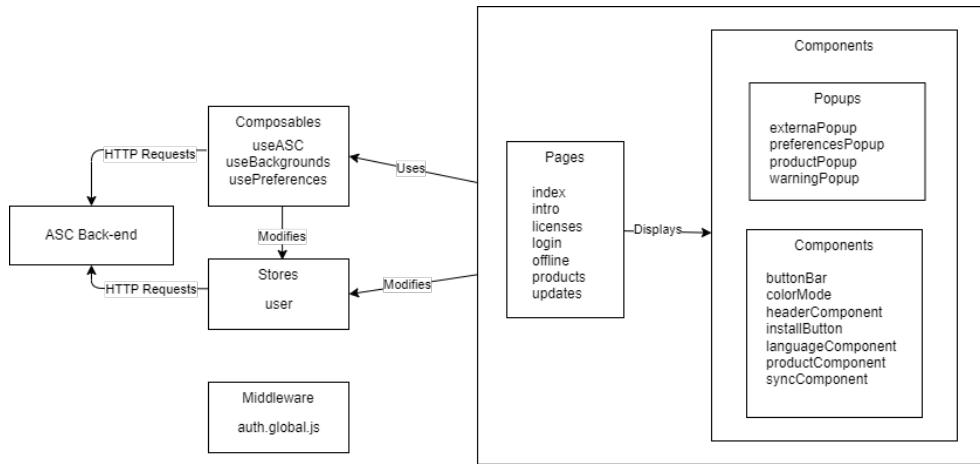 Composables
useASC
useBackgrounds
usePreferences
HTTP Requests
Uses
ASC Back-end
Modifies
HTTP Requests
Stores
user
Modifies
Middleware
auth.global.js
Pages
index
intro
licenses
login
offline
products
updates
Displays
Components
Popups
externaPopup
preferencesPopup
productPopup
warningPopup
Components
buttonBar
colorMode
headerComponent
installButton
languageComponent
productComponent
syncComponent